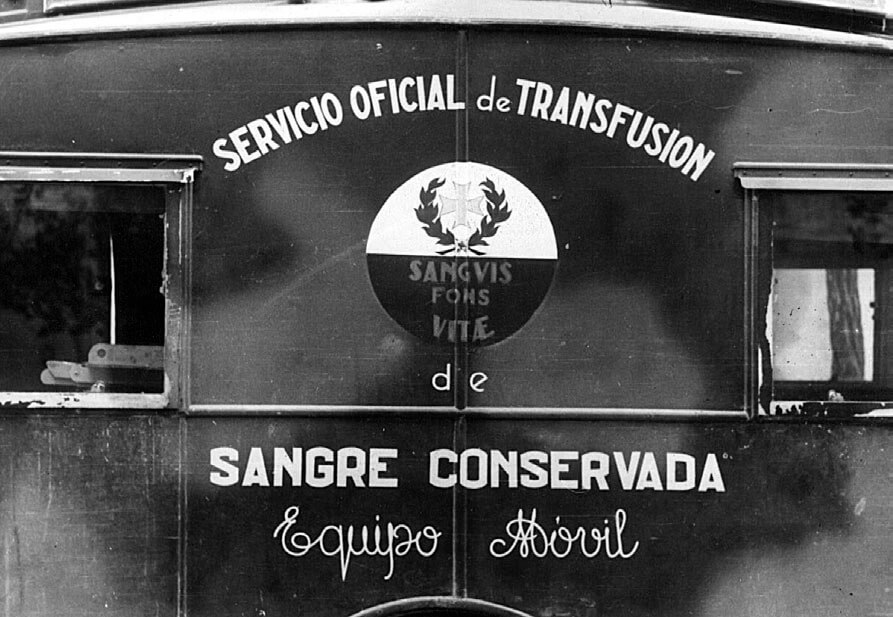 SERVICIO OFICIAL de TRANSFUSION
SANGVIS
FONS
VITÆ
de
SANGRE CONSERVADA
Equipo Móvil